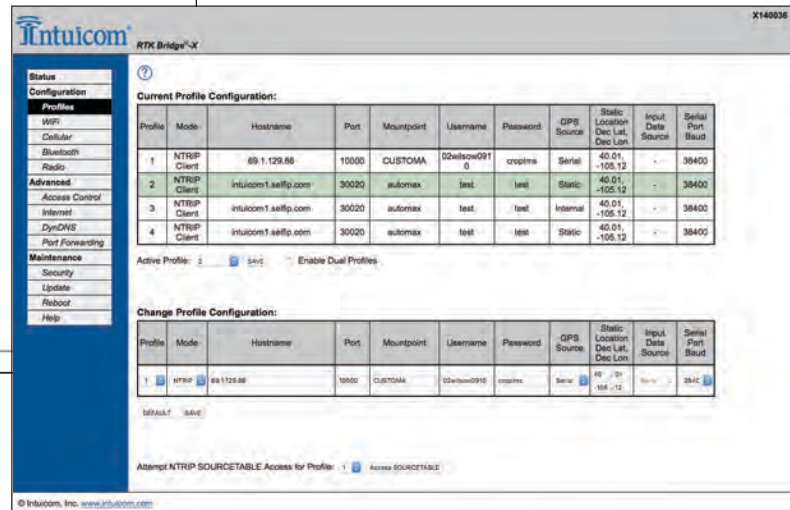 Intuicom®
RTK Bridge®-X
X140036
Status
Configuration
Profiles
WiFi
Cellular
Bluetooth
Radio
Advanced
Access Control
Internet
DynDNS
Port Forwarding
Maintenance
Security
Update
Reboot
Help
?
Current Profile Configuration:
Profile Mode Hostname Port Mountpoint Username Password GPS Source Static Location Dec Lat, Dec Lon Input Data Source Serial Port Baud
1 NTRIP Client 69.1.129.86 10000 CUSTOMA 02wilsow0910 cropims Serial 40.01, -105.12 - 38400
2 NTRIP Client intuicom1.selfip.com 30020 automax test test Static 40.01, -105.12 - 38400
3 NTRIP Client intuicom1.selfip.com 30020 automax test test Internal 40.01, -105.12 - 38400
4 NTRIP Client intuicom1.selfip.com 30020 automax test test Static 40.01, -105.12 - 38400
Active Profile: 2 SAVE Enable Dual Profiles
Change Profile Configuration:
Profile Mode Hostname Port Mountpoint Username Password GPS Source Static Location Dec Lat, Dec Lon Input Data Source Serial Port Baud
1 NTRIP 69.1.129.86 10000 CUSTOMA 02wilsow0910 cropims Serial 40 . 01 -105 . 12
DEFAULT SAVE
Attempt NTRIP SOURCETABLE Access for Profile: 1 Access SOURCETABLE
© Intuicom, Inc. www.intuicom.com